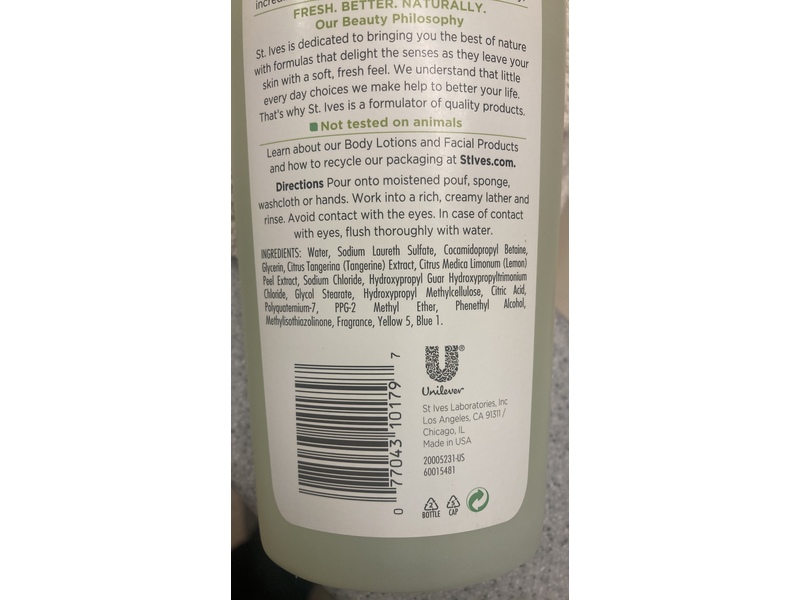 FRESH. BETTER. NATURALLY.
Our Beauty Philosophy
St. Ives is dedicated to bringing you the best of nature
with formulas that delight the senses as they leave your
skin with a soft, fresh feel. We understand that little
every day choices we make help to better your life.
That's why St. Ives is a formulator of quality products.
Not tested on animals
Learn about our Body Lotions and Facial Products
and how to recycle our packaging at StIves.com.
Directions Pour onto moistened pouf, sponge,
washcloth or hands. Work into a rich, creamy lather and
rinse. Avoid contact with the eyes. In case of contact
with eyes, flush thoroughly with water.
INGREDIENTS: Water, Sodium Laureth Sulfate, Cocamidopropyl Betaine,
Glycerin, Citrus Tangerina (Tangerine) Extract, Citrus Medica Limonum (Lemon)
Peel Extract, Sodium Chloride, Hydroxypropyl Guar Hydroxypropyltrimonium
Chloride, Glycol Stearate, Hydroxypropyl Methylcellulose, Citric Acid,
Polyquaternium-7, PPG-2 Methyl Ether, Phenethyl Alcohol,
Methylisothiazolinone, Fragrance, Yellow 5, Blue 1.
0 77043 10179 7
U®
Unilever
St Ives Laboratories, Inc
Los Angeles, CA 91311 /
Chicago, IL
Made in USA
20005231-US
60015481
2
BOTTLE
5
CAP